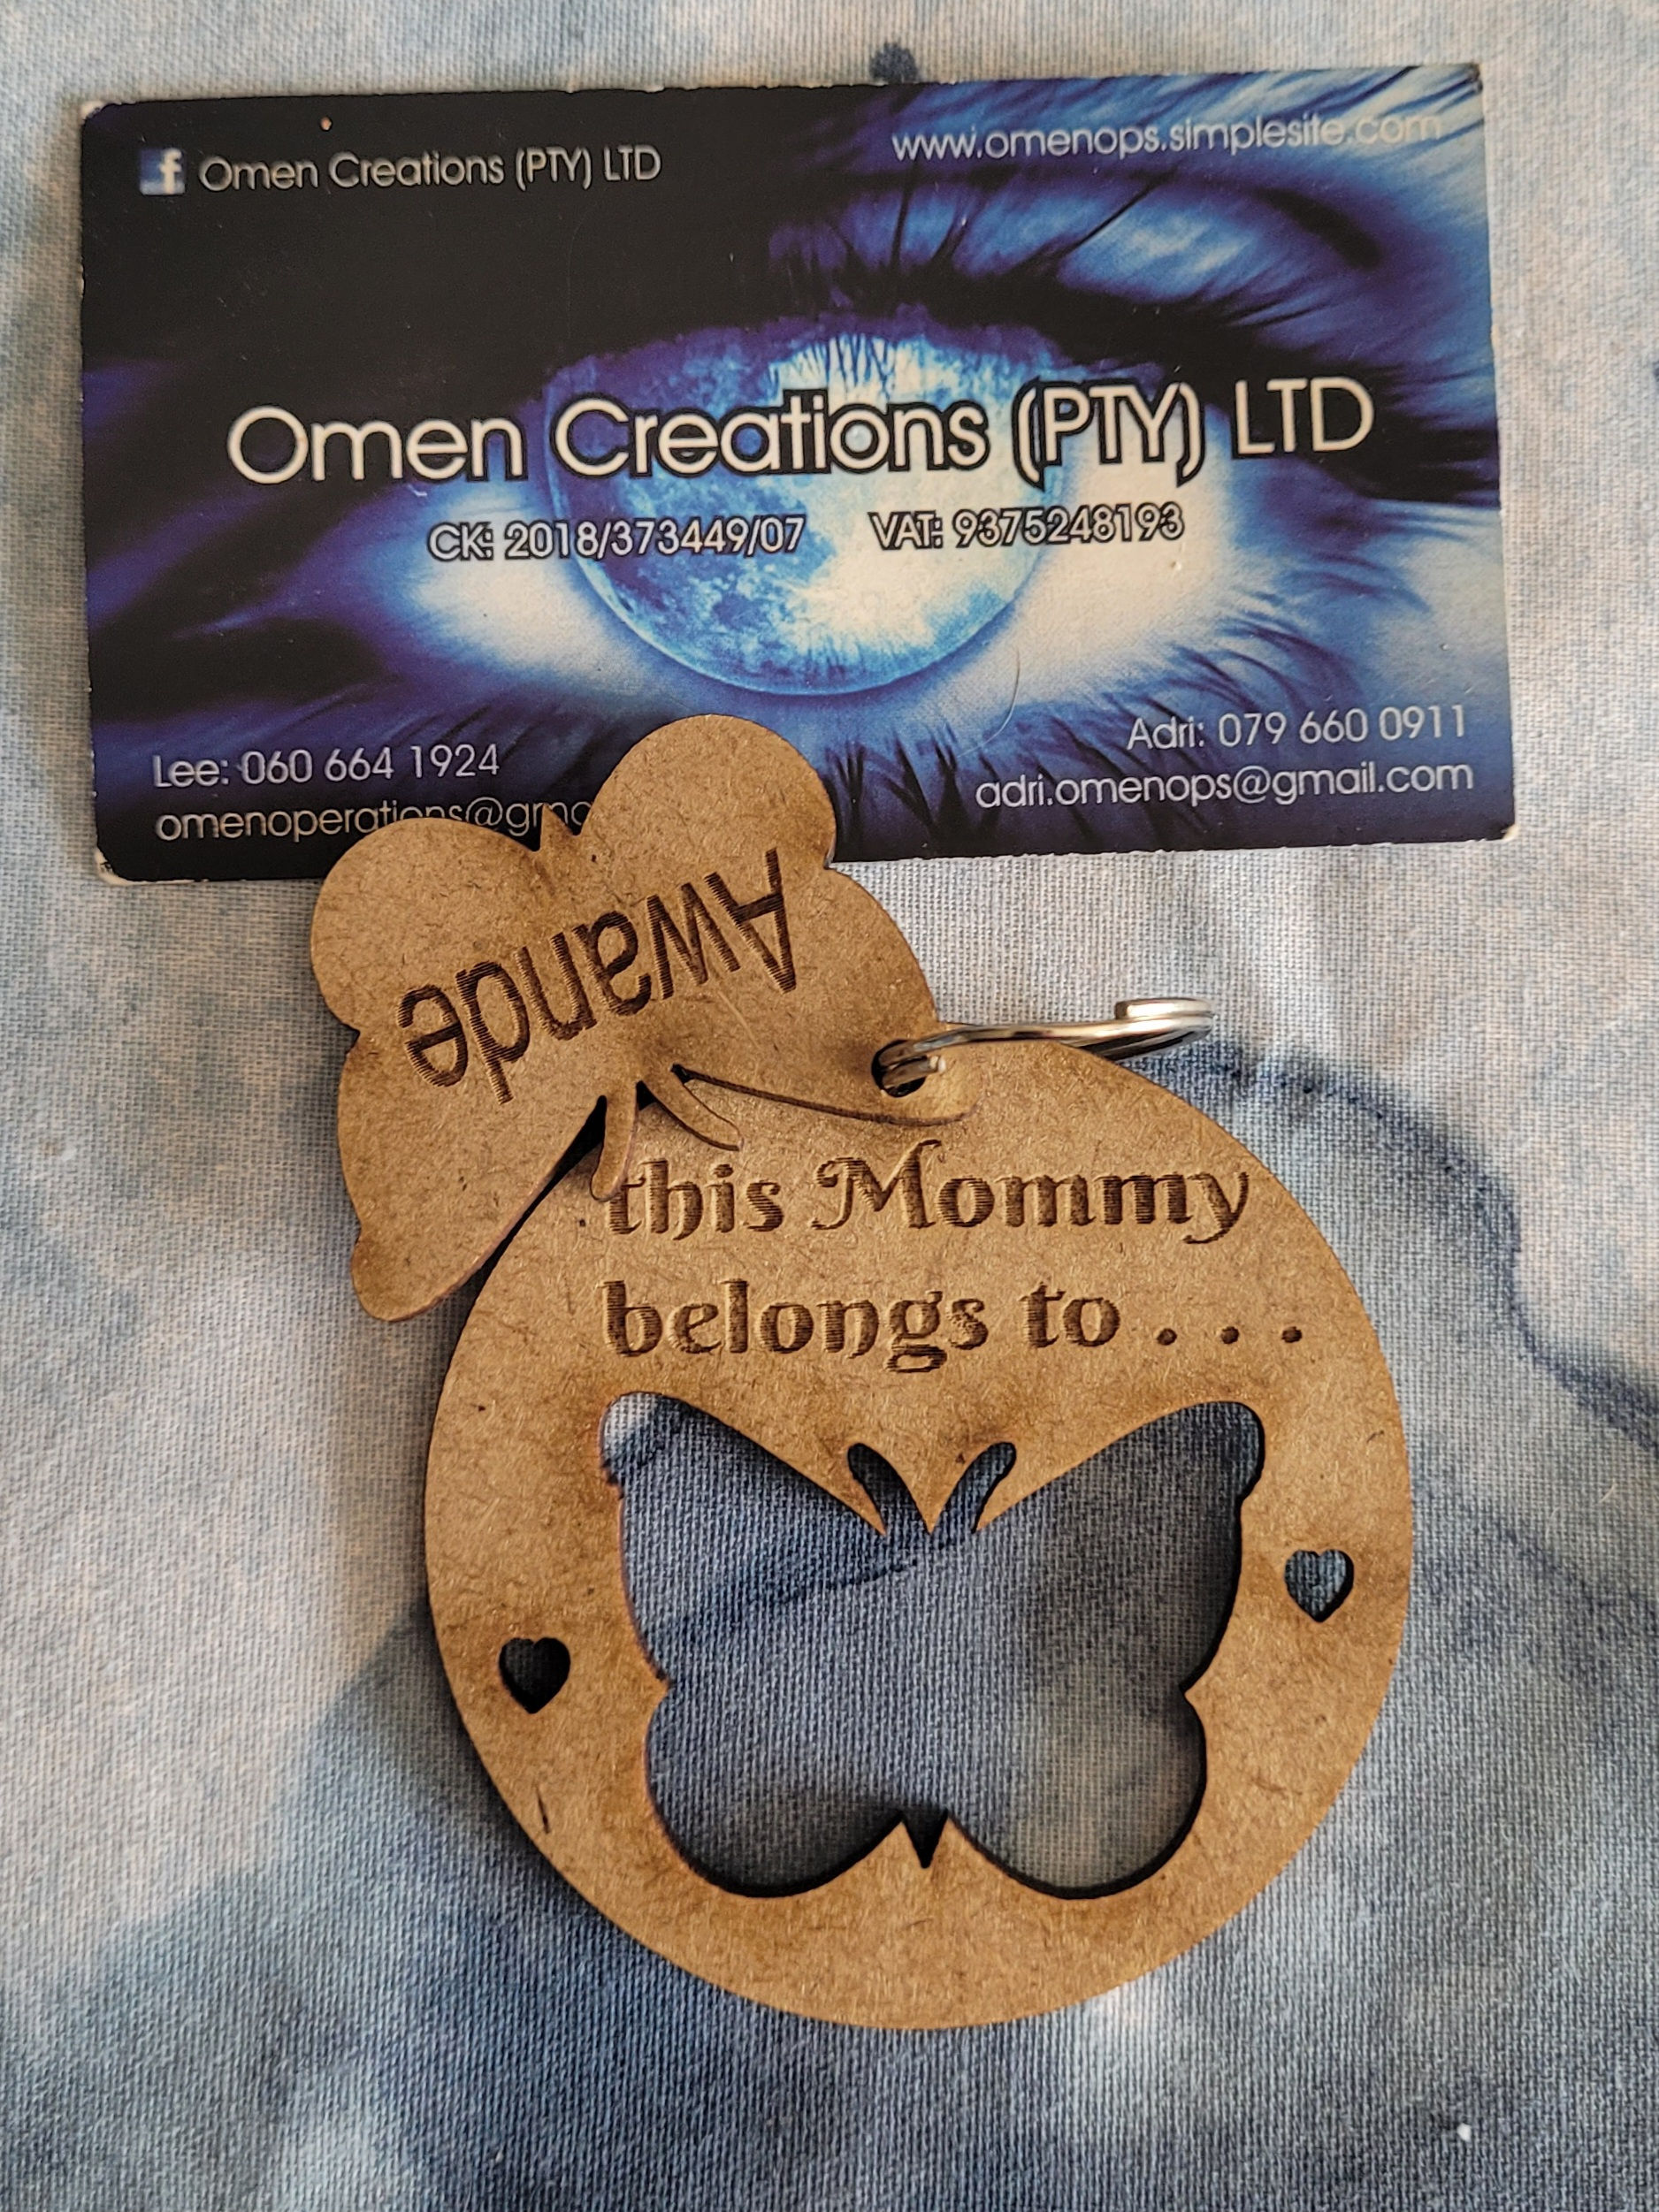 Omen Creations (PTY) LTD
www.omenops.simplesite.com
Omen Creations (PTY) LTD
CK: 2018/373449/07 VAT: 9375248193
Lee: 060 664 1924
Adri: 079 660 0911
adri.omenops@gmail.com
Awande
this Mommy
belongs to . . .